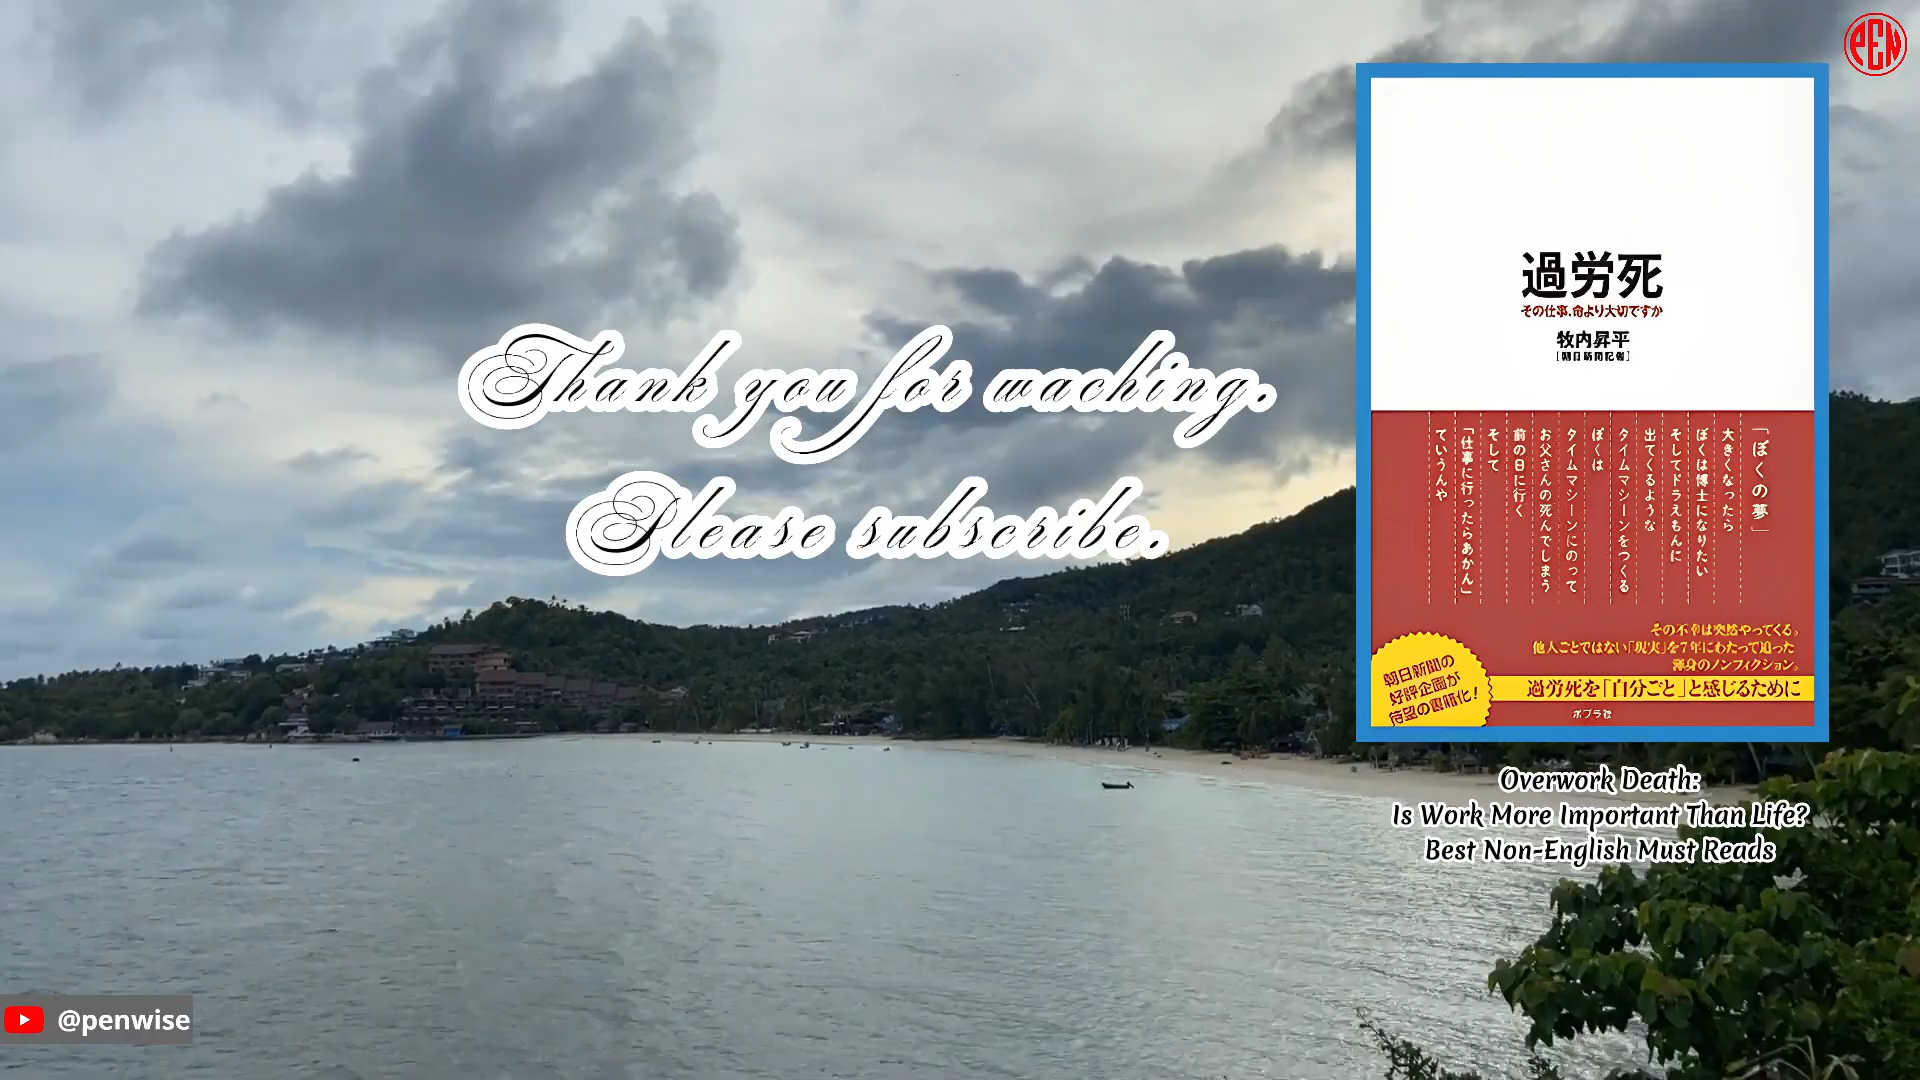 PEN
Thank you for waching.
Please subscribe.
過労死
その仕事、命より大切ですか
牧内昇平
[朝日新聞記者]
「ぼくの夢」
大きくなったら
ぼくは博士になりたい
そしてドラえもんに
出てくるような
タイムマシーンをつくる
ぼくは
タイムマシーンにのって
お父さんの死んでしまう
前の日に行く
そして
「仕事に行ったらあかん」
ていうんや
その不幸は突然やってくる。
他人ごとではない「現実」を7年にわたって追った
渾身のノンフィクション。
過労死を「自分ごと」と感じるために
朝日新聞の
好評企画が
待望の書籍化!
ポプラ社
Overwork Death:
Is Work More Important Than Life?
Best Non-English Must Reads
@penwise